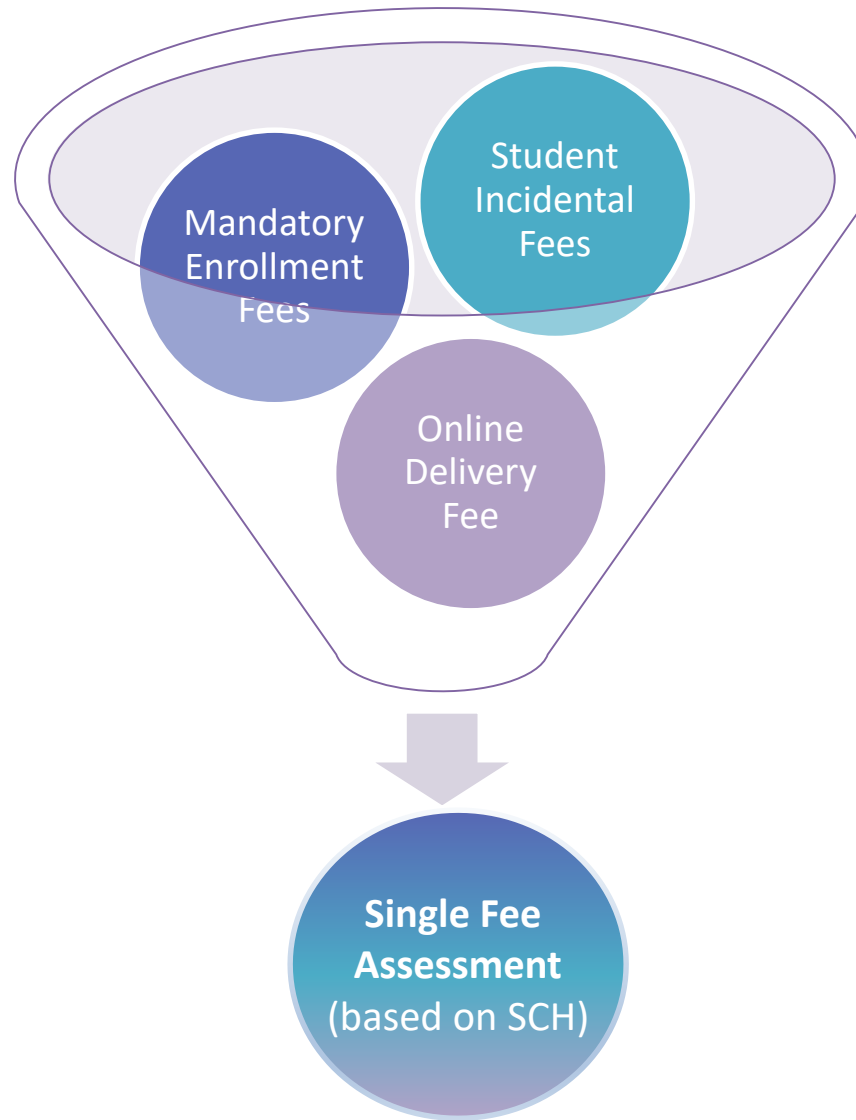 Student
Incidental
Fees
Mandatory
Enrollment
Fees
Online
Delivery
Fee
Single Fee
Assessment
(based on SCH)